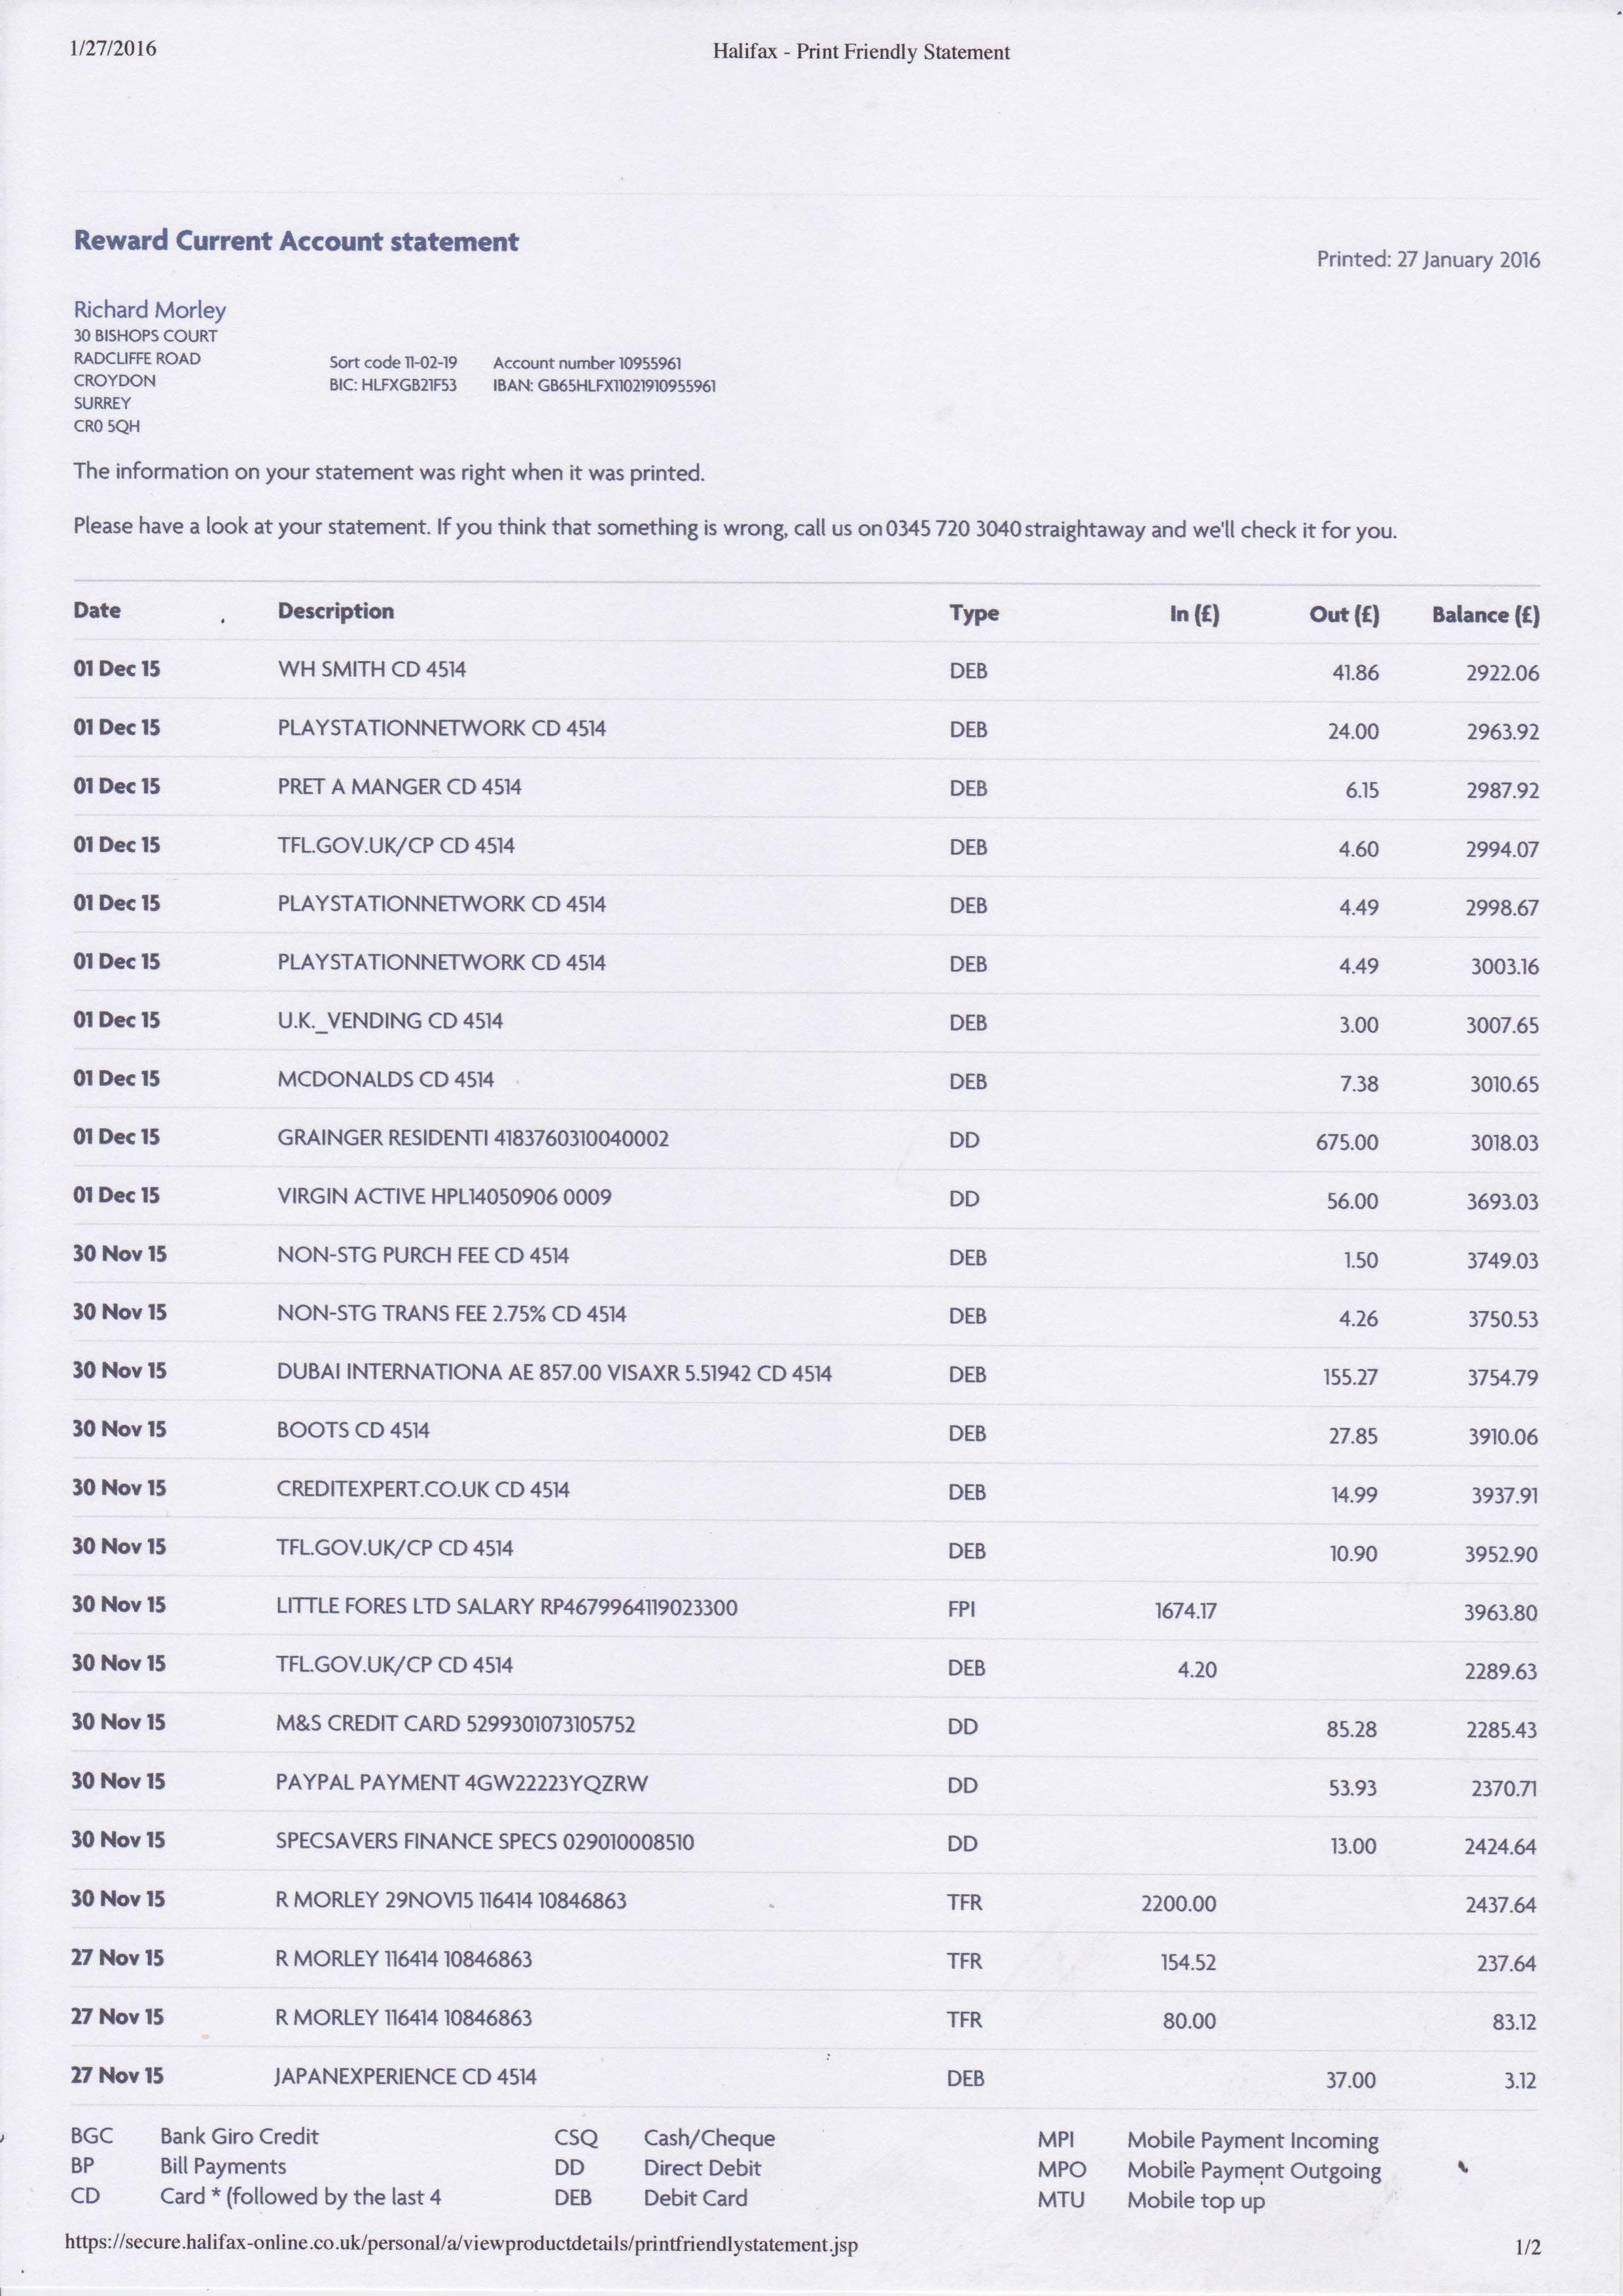 1/27/2016 Halifax - Print Friendly Statement
Reward Current Account statement
Printed: 27 January 2016
Richard Morley
30 BISHOPS COURT
RADCLIFFE ROAD Sort code 11-02-19 Account number 10955961
CROYDON BIC: HLFXGB21F53 IBAN: GB65HLFX11021910955961
SURREY
CR0 5QH
The information on your statement was right when it was printed.
Please have a look at your statement. If you think that something is wrong, call us on 0345 720 3040 straightaway and we'll check it for you.
Date Description Type In (£) Out (£) Balance (£)
01 Dec 15 WH SMITH CD 4514 DEB 41.86 2922.06
01 Dec 15 PLAYSTATIONNETWORK CD 4514 DEB 24.00 2963.92
01 Dec 15 PRET A MANGER CD 4514 DEB 6.15 2987.92
01 Dec 15 TFL.GOV.UK/CP CD 4514 DEB 4.60 2994.07
01 Dec 15 PLAYSTATIONNETWORK CD 4514 DEB 4.49 2998.67
01 Dec 15 PLAYSTATIONNETWORK CD 4514 DEB 4.49 3003.16
01 Dec 15 U.K._VENDING CD 4514 DEB 3.00 3007.65
01 Dec 15 MCDONALDS CD 4514 DEB 7.38 3010.65
01 Dec 15 GRAINGER RESIDENTI 4183760310040002 DD 675.00 3018.03
01 Dec 15 VIRGIN ACTIVE HPL14050906 0009 DD 56.00 3693.03
30 Nov 15 NON-STG PURCH FEE CD 4514 DEB 1.50 3749.03
30 Nov 15 NON-STG TRANS FEE 2.75% CD 4514 DEB 4.26 3750.53
30 Nov 15 DUBAI INTERNATIONA AE 857.00 VISAXR 5.51942 CD 4514 DEB 155.27 3754.79
30 Nov 15 BOOTS CD 4514 DEB 27.85 3910.06
30 Nov 15 CREDITEXPERT.CO.UK CD 4514 DEB 14.99 3937.91
30 Nov 15 TFL.GOV.UK/CP CD 4514 DEB 10.90 3952.90
30 Nov 15 LITTLE FORES LTD SALARY RP4679964119023300 FPI 1674.17 3963.80
30 Nov 15 TFL.GOV.UK/CP CD 4514 DEB 4.20 2289.63
30 Nov 15 M&S CREDIT CARD 5299301073105752 DD 85.28 2285.43
30 Nov 15 PAYPAL PAYMENT 4GW22223YQZRW DD 53.93 2370.71
30 Nov 15 SPECSAVERS FINANCE SPECS 029010008510 DD 13.00 2424.64
30 Nov 15 R MORLEY 29NOV15 116414 10846863 TFR 2200.00 2437.64
27 Nov 15 R MORLEY 116414 10846863 TFR 154.52 237.64
27 Nov 15 R MORLEY 116414 10846863 TFR 80.00 83.12
27 Nov 15 JAPANEXPERIENCE CD 4514 DEB 37.00 3.12
BGC Bank Giro Credit CSQ Cash/Cheque MPI Mobile Payment Incoming
BP Bill Payments DD Direct Debit MPO Mobile Payment Outgoing
CD Card * (followed by the last 4 DEB Debit Card MTU Mobile top up
https://secure.halifax-online.co.uk/personal/a/viewproductdetails/printfriendlystatement.jsp 1/2